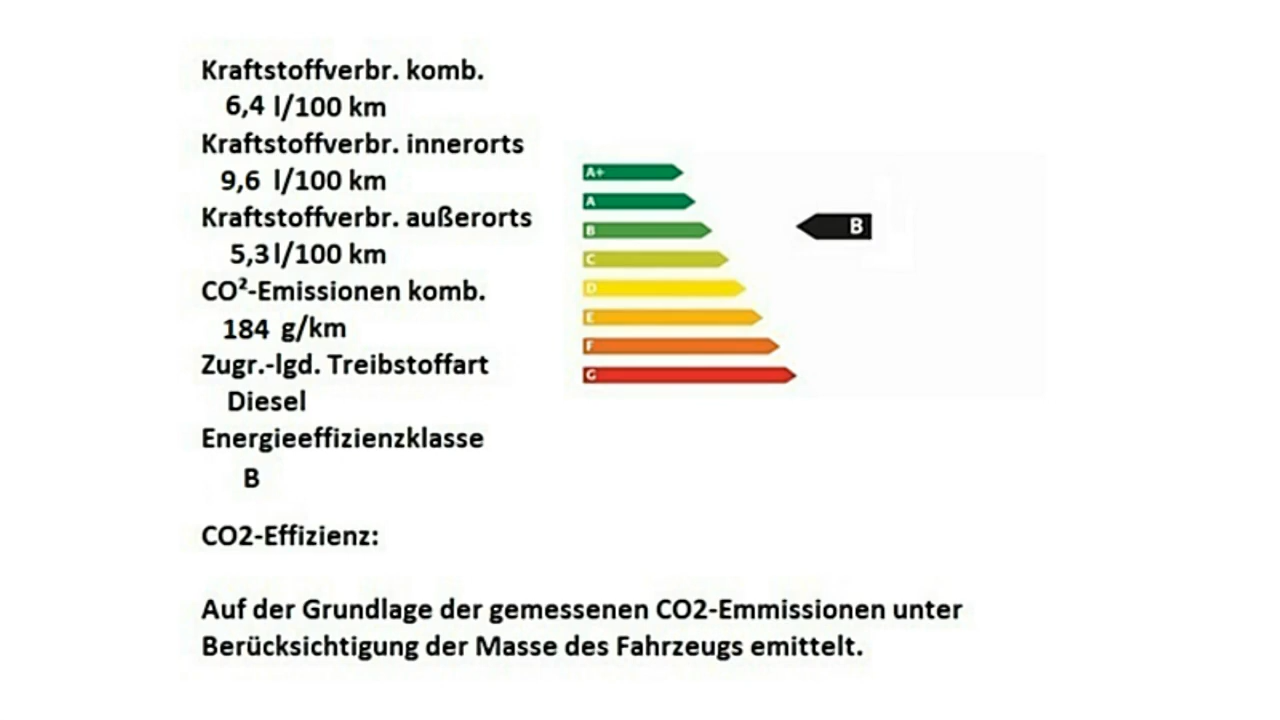 Kraftstoffverbr. komb.
6,4 l/100 km
Kraftstoffverbr. innerorts
9,6 l/100 km
Kraftstoffverbr. außerorts
5,3 l/100 km
CO²-Emissionen komb.
184 g/km
Zugr.-lgd. Treibstoffart
Diesel
Energieeffizienzklasse
B
A+
A
B
B
C
D
E
F
G
CO2-Effizienz:
Auf der Grundlage der gemessenen CO2-Emmissionen unter
Berücksichtigung der Masse des Fahrzeugs emittelt.